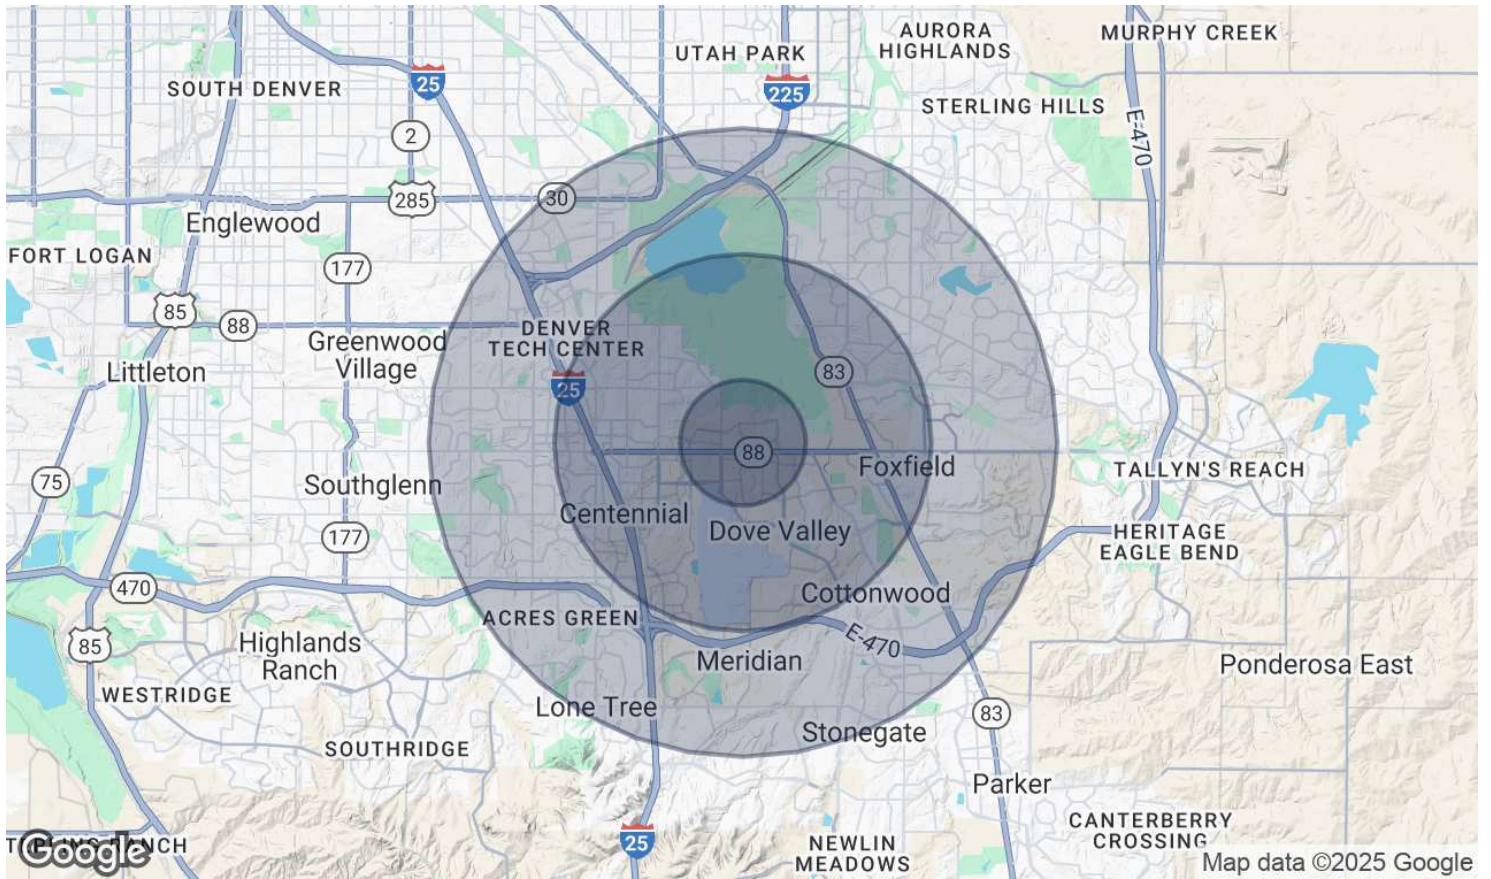 AURORA
HIGHLANDS
MURPHY CREEK
UTAH PARK
SOUTH DENVER
25
225
STERLING HILLS
2
E-470
30
285
Englewood
FORT LOGAN
177
85
88
DENVER
TECH CENTER
Greenwood
Village
Littleton
83
25
88
Foxfield
TALLYN'S REACH
75
Southglenn
Centennial
Dove Valley
177
HERITAGE
EAGLE BEND
470
Cottonwood
ACRES GREEN
E-470
85
Highlands
Ranch
Meridian
Ponderosa East
WESTRIDGE
Lone Tree
83
Stonegate
SOUTHRIDGE
Parker
CANTERBERRY
CROSSING
25
NEWLIN
MEADOWS
RANCH
Google
Map data ©2025 Google